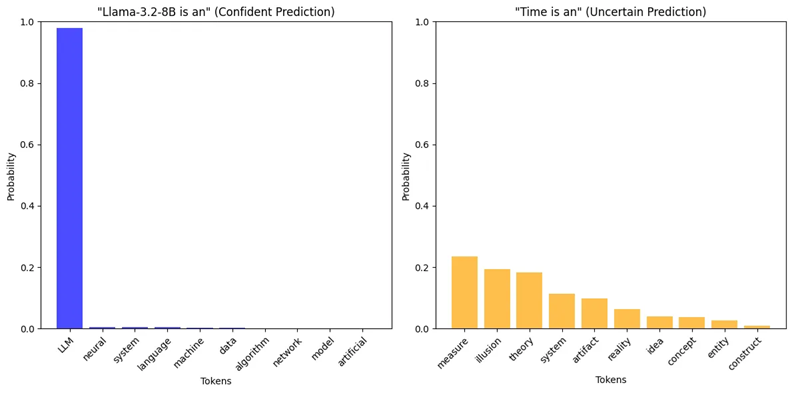 "Llama-3.2-8B is an" (Confident Prediction)
1.0
0.8
0.6
0.4
0.2
0.0
Probability
LLM
neural
system
language
machine
data
algorithm
network
model
artificial
Tokens
"Time is an" (Uncertain Prediction)
1.0
0.8
0.6
0.4
0.2
0.0
Probability
measure
illusion
theory
system
artifact
reality
idea
concept
entity
construct
Tokens